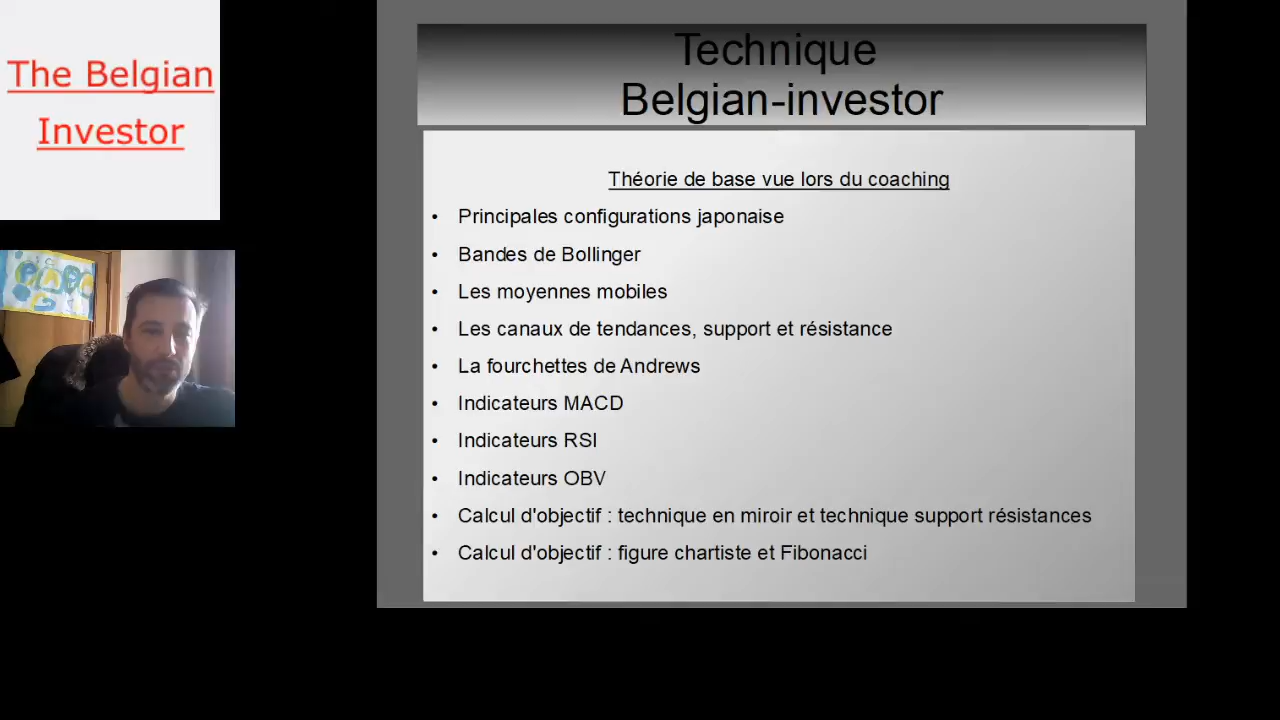 The Belgian
Investor
Technique
Belgian-investor
Théorie de base vue lors du coaching
• Principales configurations japonaise
• Bandes de Bollinger
• Les moyennes mobiles
• Les canaux de tendances, support et résistance
• La fourchettes de Andrews
• Indicateurs MACD
• Indicateurs RSI
• Indicateurs OBV
• Calcul d'objectif : technique en miroir et technique support résistances
• Calcul d'objectif : figure chartiste et Fibonacci